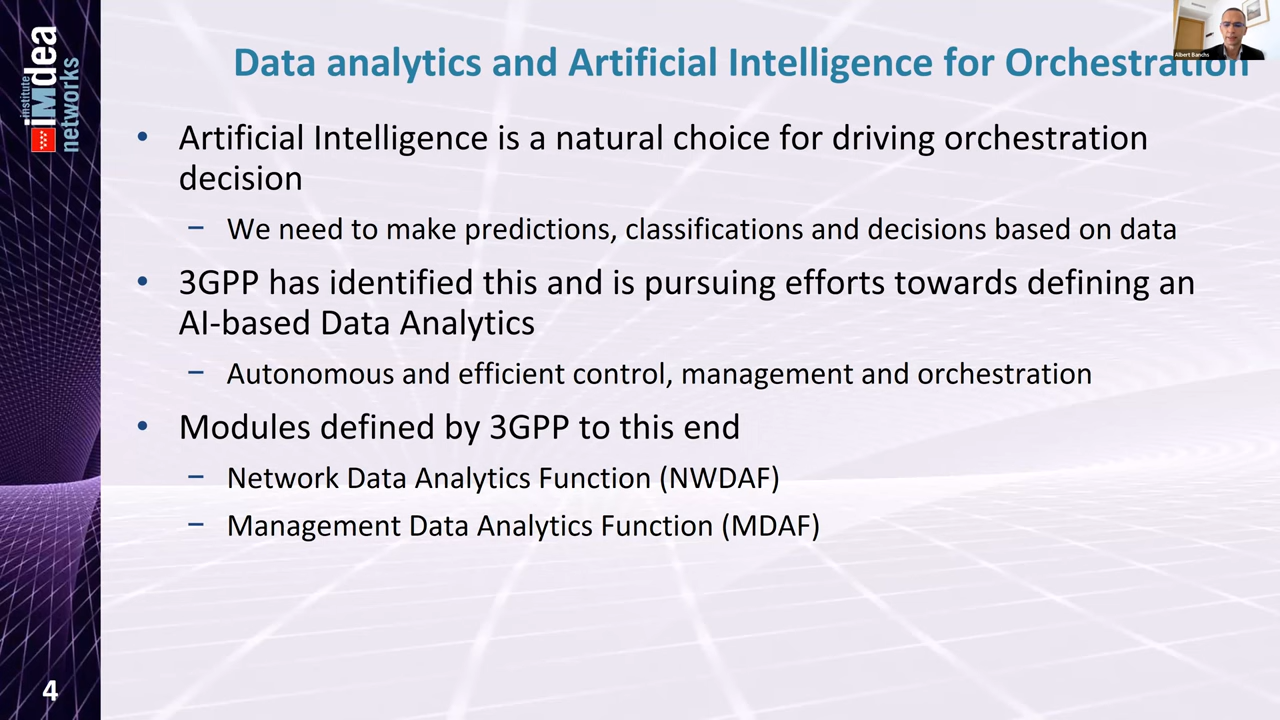 institute
imdea
networks
Data analytics and Artificial Intelligence for Orchestration
Albert Banchs
• Artificial Intelligence is a natural choice for driving orchestration
decision
− We need to make predictions, classifications and decisions based on data
• 3GPP has identified this and is pursuing efforts towards defining an
AI-based Data Analytics
− Autonomous and efficient control, management and orchestration
• Modules defined by 3GPP to this end
− Network Data Analytics Function (NWDAF)
− Management Data Analytics Function (MDAF)
4